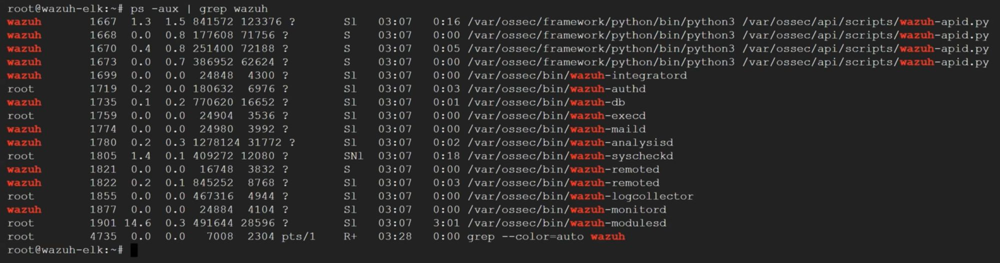 root@wazuh-elk:~# ps -aux | grep wazuh
wazuh 1667 1.3 1.5 841572 123376 ? Sl 03:07 0:16 /var/ossec/framework/python/bin/python3 /var/ossec/api/scripts/wazuh-apid.py
wazuh 1668 0.0 0.8 177608 71756 ? S 03:07 0:00 /var/ossec/framework/python/bin/python3 /var/ossec/api/scripts/wazuh-apid.py
wazuh 1670 0.4 0.8 251400 72188 ? S 03:07 0:05 /var/ossec/framework/python/bin/python3 /var/ossec/api/scripts/wazuh-apid.py
wazuh 1673 0.0 0.7 386952 62624 ? S 03:07 0:00 /var/ossec/framework/python/bin/python3 /var/ossec/api/scripts/wazuh-apid.py
wazuh 1699 0.0 0.0 24848 4300 ? Sl 03:07 0:00 /var/ossec/bin/wazuh-integratord
root 1719 0.2 0.0 180632 6976 ? Sl 03:07 0:03 /var/ossec/bin/wazuh-authd
wazuh 1735 0.1 0.2 770620 16652 ? Sl 03:07 0:01 /var/ossec/bin/wazuh-db
root 1759 0.0 0.0 24904 3536 ? Sl 03:07 0:00 /var/ossec/bin/wazuh-execd
wazuh 1774 0.0 0.0 24980 3992 ? Sl 03:07 0:00 /var/ossec/bin/wazuh-maild
wazuh 1780 0.2 0.3 1278124 31772 ? Sl 03:07 0:02 /var/ossec/bin/wazuh-analysisd
root 1805 1.4 0.1 409272 12080 ? SNl 03:07 0:18 /var/ossec/bin/wazuh-syscheckd
wazuh 1821 0.0 0.0 16748 3832 ? S 03:07 0:00 /var/ossec/bin/wazuh-remoted
wazuh 1822 0.2 0.1 845252 8768 ? Sl 03:07 0:03 /var/ossec/bin/wazuh-remoted
root 1855 0.0 0.0 467316 4944 ? Sl 03:07 0:00 /var/ossec/bin/wazuh-logcollector
wazuh 1877 0.0 0.0 24884 4104 ? Sl 03:07 0:00 /var/ossec/bin/wazuh-monitord
root 1901 14.6 0.3 491644 28596 ? Sl 03:07 3:01 /var/ossec/bin/wazuh-modulesd
root 4735 0.0 0.0 7008 2304 pts/1 R+ 03:28 0:00 grep --color=auto wazuh
root@wazuh-elk:~#